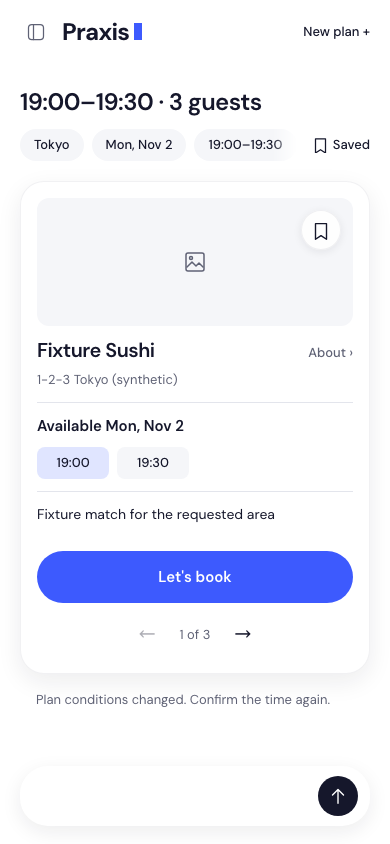 Praxis
New plan +
19:00–19:30 · 3 guests
Tokyo
Mon, Nov 2
19:00–19:30
Saved
Fixture Sushi
About ›
1-2-3 Tokyo (synthetic)
Available Mon, Nov 2
19:00
19:30
Fixture match for the requested area
Let's book
← 1 of 3 →
Plan conditions changed. Confirm the time again.